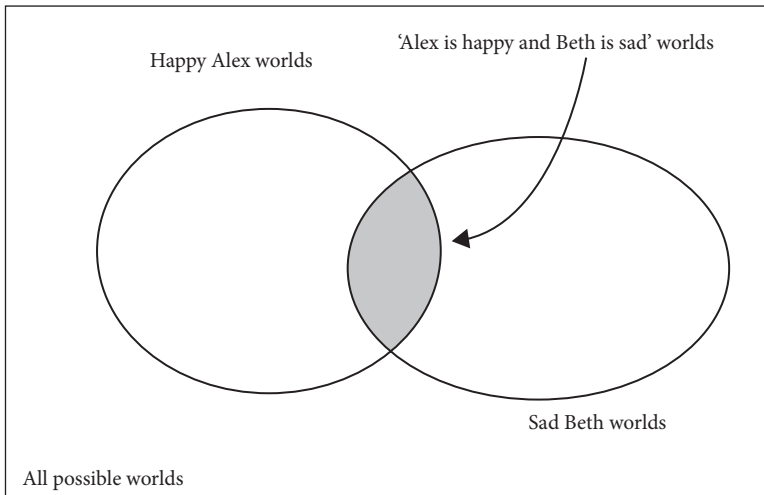 Happy Alex worlds
‘Alex is happy and Beth is sad’ worlds
Sad Beth worlds
All possible worlds